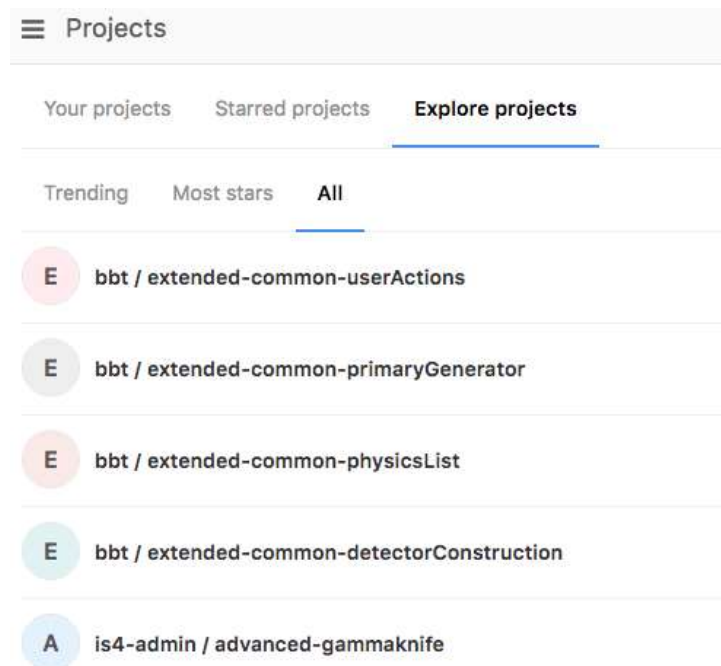 Projects
Your projects Starred projects Explore projects
Trending Most stars All
E bbt / extended-common-userActions
E bbt / extended-common-primaryGenerator
E bbt / extended-common-physicsList
E bbt / extended-common-detectorConstruction
A is4-admin / advanced-gammaknife